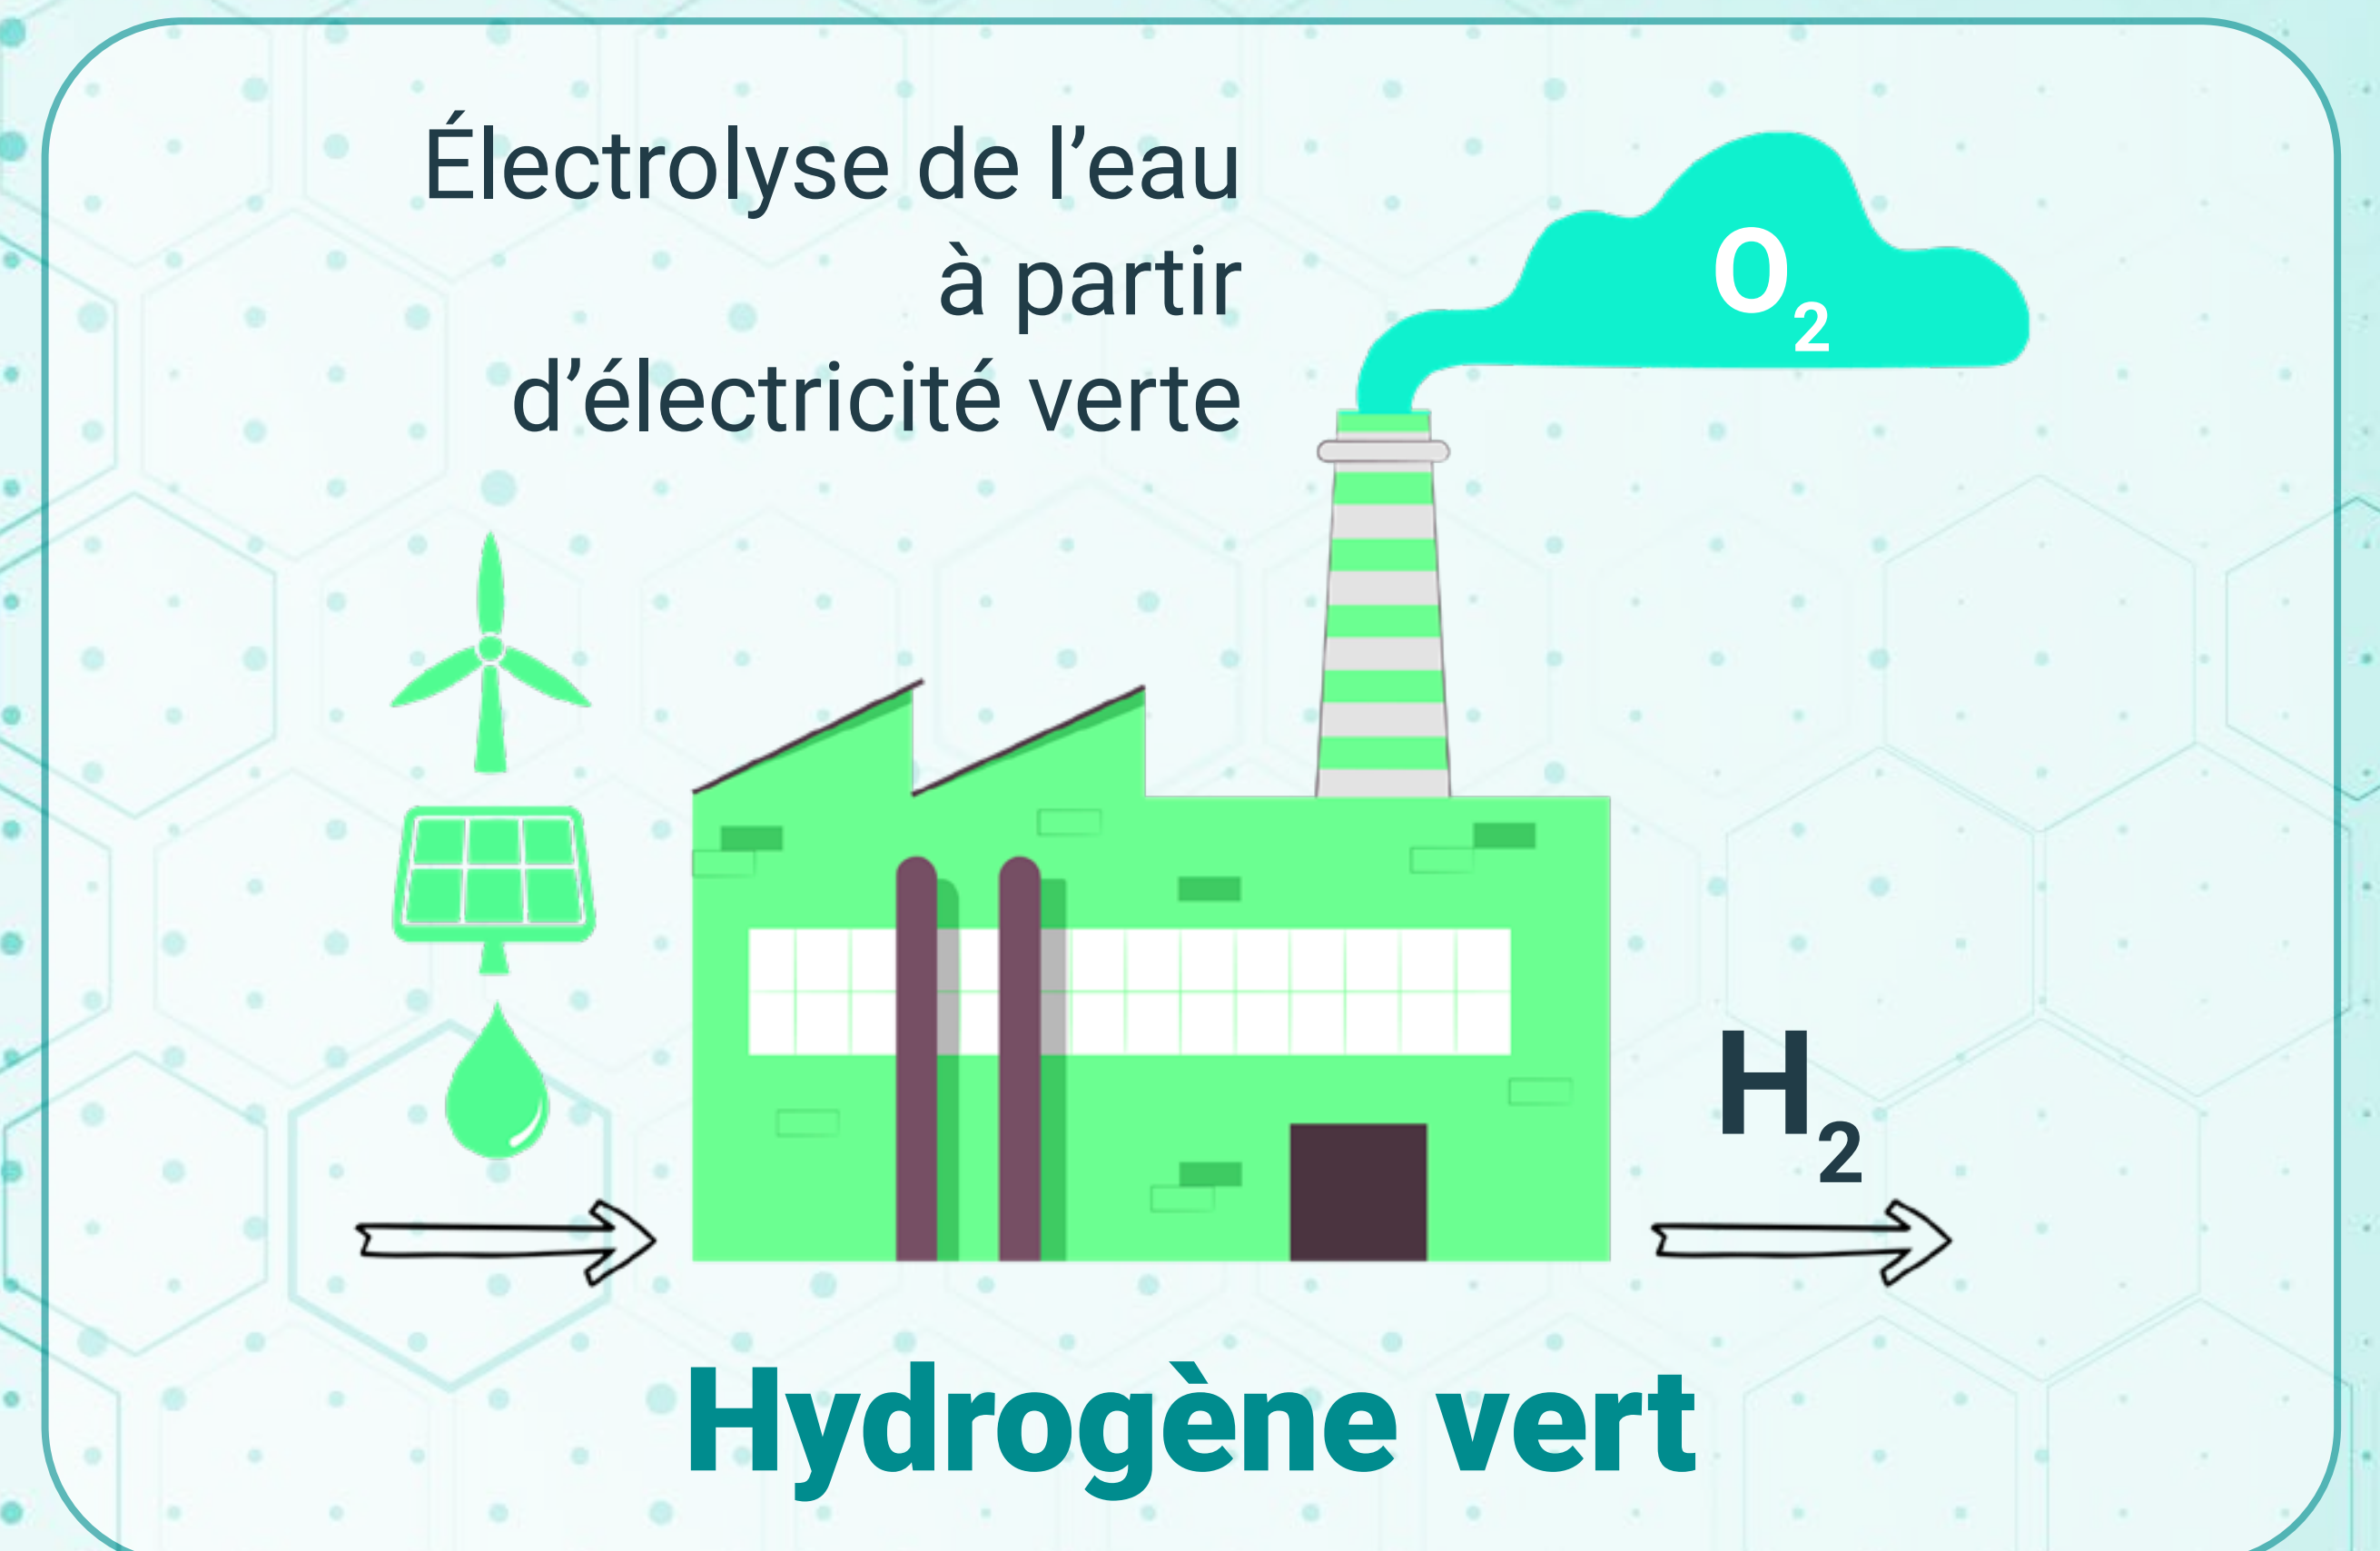 Électrolyse de l’eau
à partir
d’électricité verte
O₂
H₂
Hydrogène vert